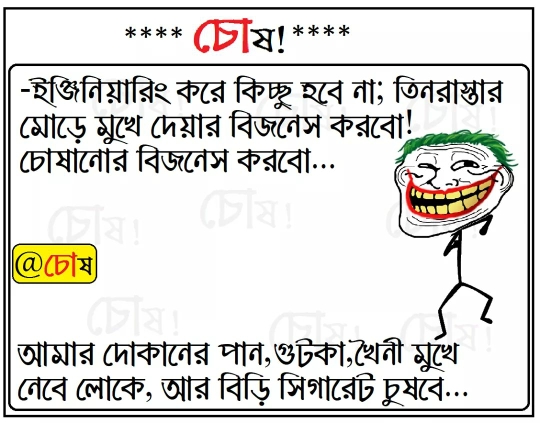 **** চোষ! ****
-ইঞ্জিনিয়ারিং করে কিচ্ছু হবে না; তিনরাস্তার
মোড়ে মুখে দেয়ার বিজনেস করবো!
চোষানোর বিজনেস করবো...
চোষ!
চোষ!
@চোষ
চোষ!
চোষ!
আমার দোকানের পান,গুটকা,খৈনী মুখে
নেবে লোকে, আর বিড়ি সিগারেট চুষবে...